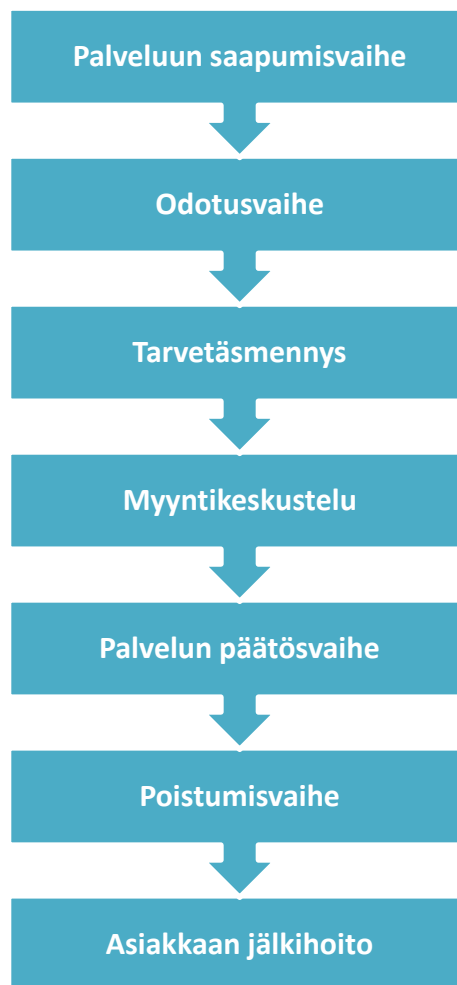 Palveluun saapumisvaihe
Odotusvaihe
Tarvetäsmennys
Myyntikeskustelu
Palvelun päätösvaihe
Poistumisvaihe
Asiakkaan jälkihoito